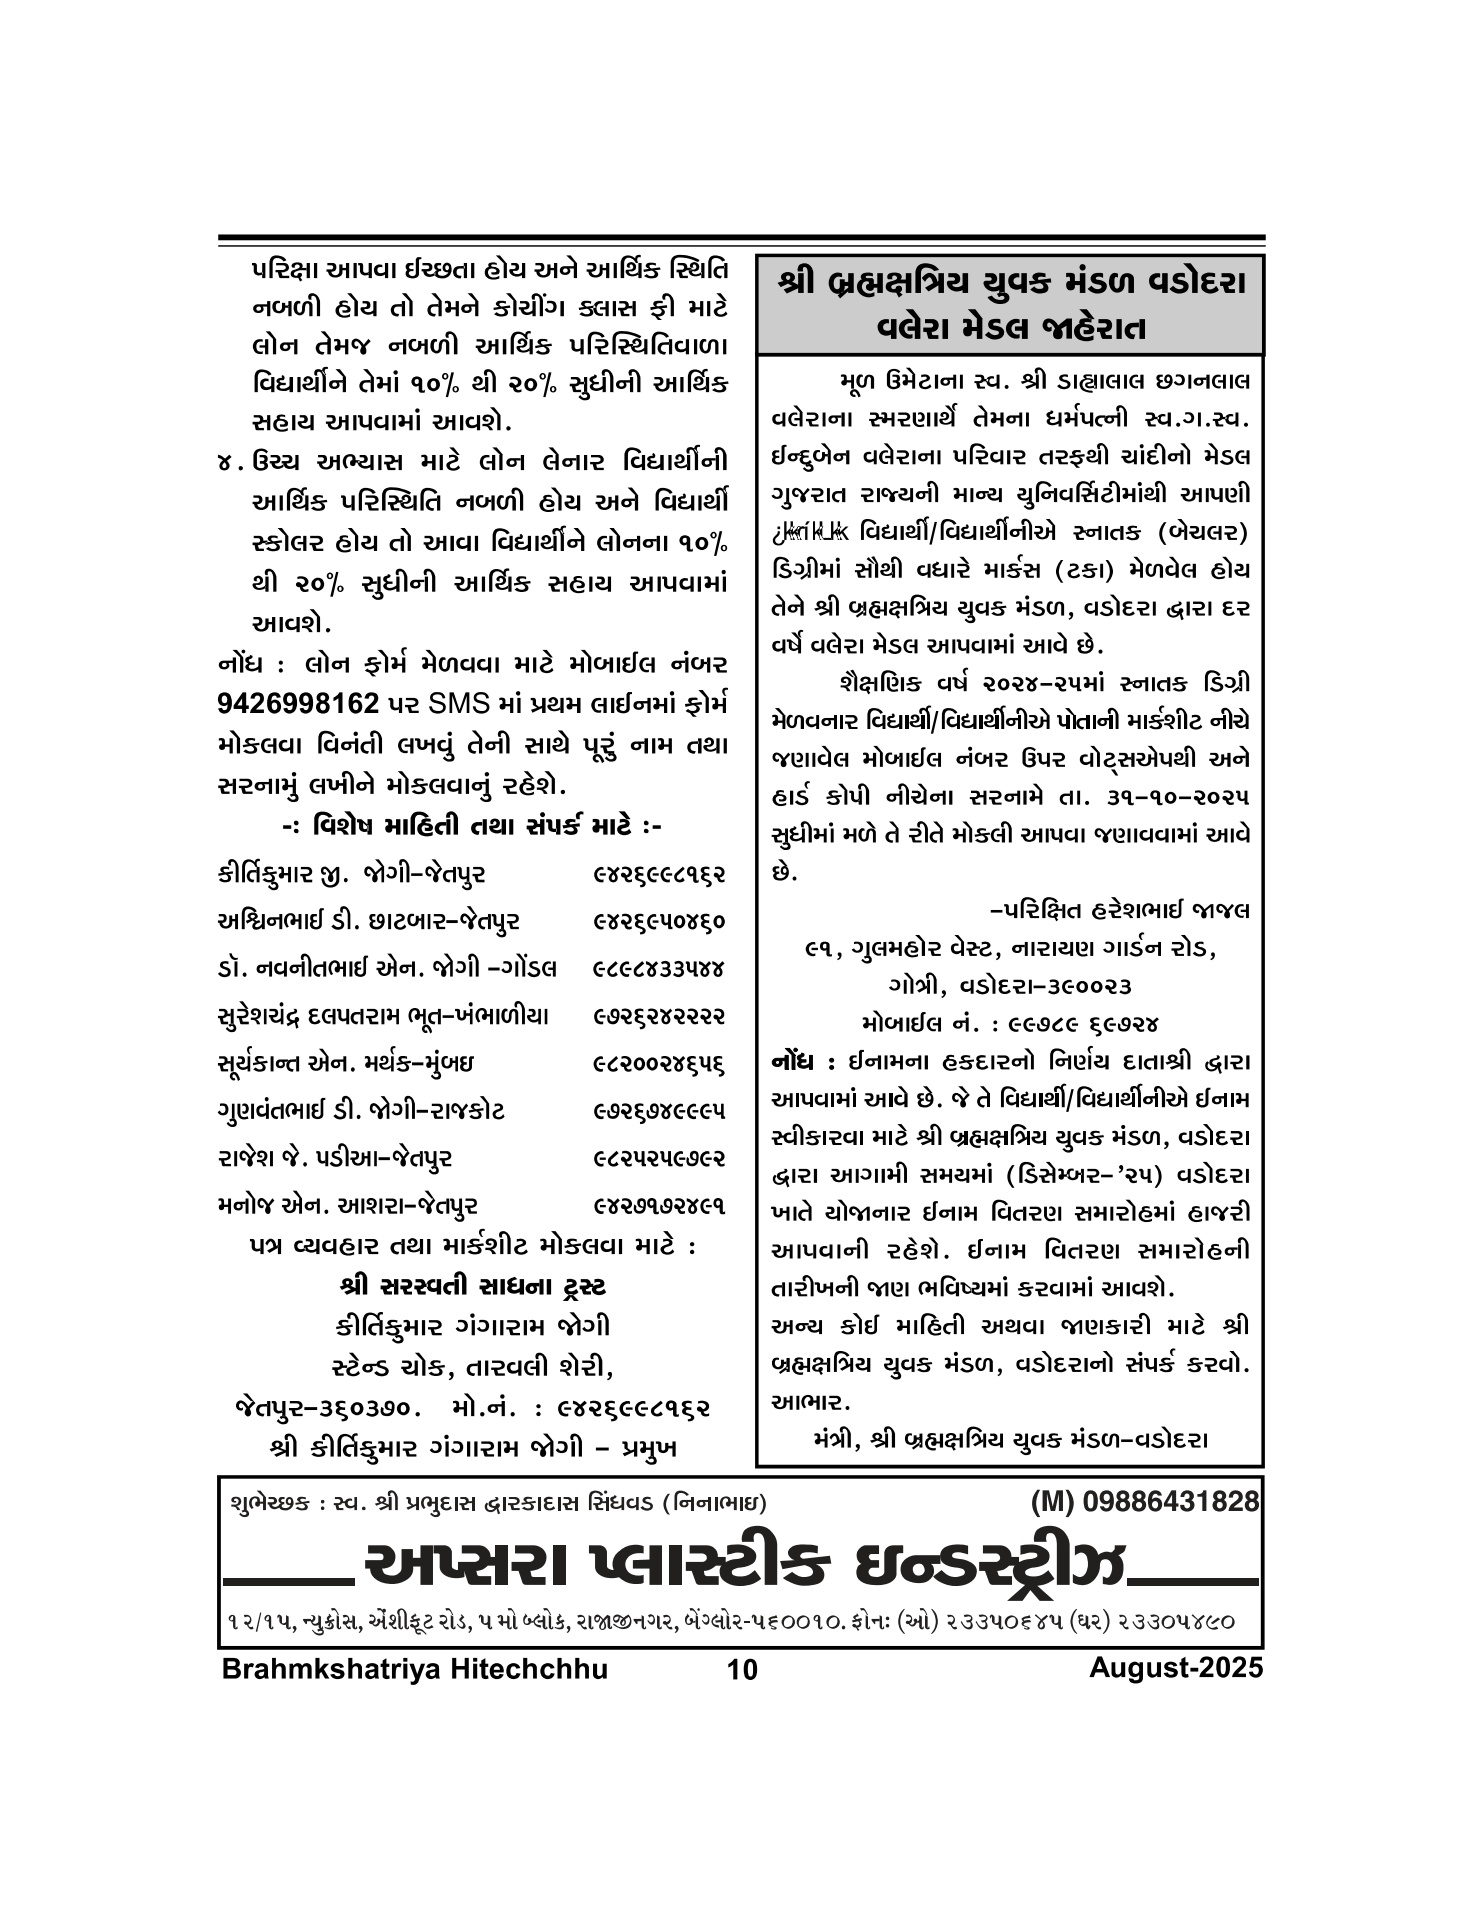 પરિક્ષા આપવા ઈચ્છતા હોય અને આર્થિક સ્થિતિ
નબળી હોય તો તેમને કોચીંગ ક્લાસ ફી માટે
લોન તેમજ નબળી આર્થિક પરિસ્થિતિવાળા
વિદ્યાર્થીને તેમાં ૧૦% થી ૨૦% સુધીની આર્થિક
સહાય આપવામાં આવશે.
૪. ઉચ્ચ અભ્યાસ માટે લોન લેનાર વિદ્યાર્થીની
આર્થિક પરિસ્થિતિ નબળી હોય અને વિદ્યાર્થી
સ્કોલર હોય તો આવા વિદ્યાર્થીને લોનના ૧૦%
થી ૨૦% સુધીની આર્થિક સહાય આપવામાં
આવશે.
નોંધ : લોન ફોર્મ મેળવવા માટે મોબાઈલ નંબર
9426998162 પર SMS માં પ્રથમ લાઈનમાં ફોર્મ
મોકલવા વિનંતી લખવું તેની સાથે પૂરું નામ તથા
સરનામું લખીને મોકલવાનું રહેશે.
-: વિશેષ માહિતી તથા સંપર્ક માટે :-
કીર્તિકુમાર જી. જોગી–જેતપુર ૯૪૨૬૯૯૮૧૬૨
અશ્વિનભાઈ ડી. છાટબાર–જેતપુર ૯૪૨૬૯૫૦૪૬૦
ડૉ. નવનીતભાઈ એન. જોગી –ગોંડલ ૯૮૯૮૪૩૩૫૪૪
સુરેશચંદ્ર દલપતરામ ભૂત–ખંભાળીયા ૯૭૨૬૨૪૨૨૨૨
સૂર્યકાન્ત એન. મર્થક–મુંબઇ ૯૮૨૦૦૨૪૬૫૬
ગુણવંતભાઈ ડી. જોગી–રાજકોટ ૯૭૨૬૭૪૯૯૯૫
રાજેશ જે. પડીઆ–જેતપુર ૯૮૨૫૨૫૯૭૯૨
મનોજ એન. આશરા–જેતપુર ૯૪૨૭૧૭૨૪૯૧
પત્ર વ્યવહાર તથા માર્કશીટ મોકલવા માટે :
શ્રી સરસ્વતી સાધના ટ્રસ્ટ
કીર્તિકુમાર ગંગારામ જોગી
સ્ટેન્ડ ચોક, તારવલી શેરી,
જેતપુર–૩૬૦૩૭૦. મો.નં. : ૯૪૨૬૯૯૮૧૬૨
શ્રી કીર્તિકુમાર ગંગારામ જોગી – પ્રમુખ
શ્રી બ્રહ્મક્ષત્રિય યુવક મંડળ વડોદરા
વલેરા મેડલ જાહેરાત
મૂળ ઉમેટાના સ્વ. શ્રી ડાહ્યાલાલ છગનલાલ
વલેરાના સ્મરણાર્થે તેમના ધર્મપત્ની સ્વ.ગ.સ્વ.
ઈન્દુબેન વલેરાના પરિવાર તરફથી ચાંદીનો મેડલ
ગુજરાત રાજ્યની માન્ય યુનિવર્સિટીમાંથી આપણી
વિદ્યાર્થી/વિદ્યાર્થીનીએ સ્નાતક (બેચલર)
ડિગ્રીમાં સૌથી વધારે માર્કસ (ટકા) મેળવેલ હોય
તેને શ્રી બ્રહ્મક્ષત્રિય યુવક મંડળ, વડોદરા દ્વારા દર
વર્ષે વલેરા મેડલ આપવામાં આવે છે.
શૈક્ષણિક વર્ષ ૨૦૨૪–૨૫માં સ્નાતક ડિગ્રી
મેળવનાર વિદ્યાર્થી/વિદ્યાર્થીનીએ પોતાની માર્કશીટ નીચે
જણાવેલ મોબાઈલ નંબર ઉપર વોટ્સએપથી અને
હાર્ડ કોપી નીચેના સરનામે તા. ૩૧–૧૦–૨૦૨૫
સુધીમાં મળે તે રીતે મોકલી આપવા જણાવવામાં આવે
છે.
–પરિક્ષિત હરેશભાઈ જાજલ
૯૧, ગુલમહોર વેસ્ટ, નારાયણ ગાર્ડન રોડ,
ગોત્રી, વડોદરા–૩૯૦૦૨૩
મોબાઈલ નં. : ૯૯૭૮૯ ૬૯૭૨૪
નોંધ : ઈનામના હકદારનો નિર્ણય દાતાશ્રી દ્વારા
આપવામાં આવે છે. જે તે વિદ્યાર્થી/વિદ્યાર્થીનીએ ઈનામ
સ્વીકારવા માટે શ્રી બ્રહ્મક્ષત્રિય યુવક મંડળ, વડોદરા
દ્વારા આગામી સમયમાં (ડિસેમ્બર–'૨૫) વડોદરા
ખાતે યોજાનાર ઈનામ વિતરણ સમારોહમાં હાજરી
આપવાની રહેશે. ઈનામ વિતરણ સમારોહની
તારીખની જાણ ભવિષ્યમાં કરવામાં આવશે.
અન્ય કોઈ માહિતી અથવા જાણકારી માટે શ્રી
બ્રહ્મક્ષત્રિય યુવક મંડળ, વડોદરાનો સંપર્ક કરવો.
આભાર.
મંત્રી, શ્રી બ્રહ્મક્ષત્રિય યુવક મંડળ–વડોદરા
શુભેચ્છક : સ્વ. શ્રી પ્રભુદાસ દ્વારકાદાસ સિંધવડ (નિનાભાઇ) (M) 09886431828
અપ્સરા પ્લાસ્ટીક ઇન્ડસ્ટ્રીઝ
૧૨/૧૫, ન્યુક્રોસ, એંશીફૂટ રોડ, ૫ મો બ્લોક, રાજાજીનગર, બેંગ્લોર-૫૬૦૦૧૦. ફોનઃ (ઓ) ૨૩૩૫૦૬૪૫ (ઘર) ૨૩૩૦૫૪૯૦
Brahmkshatriya Hitechchhu 10 August-2025